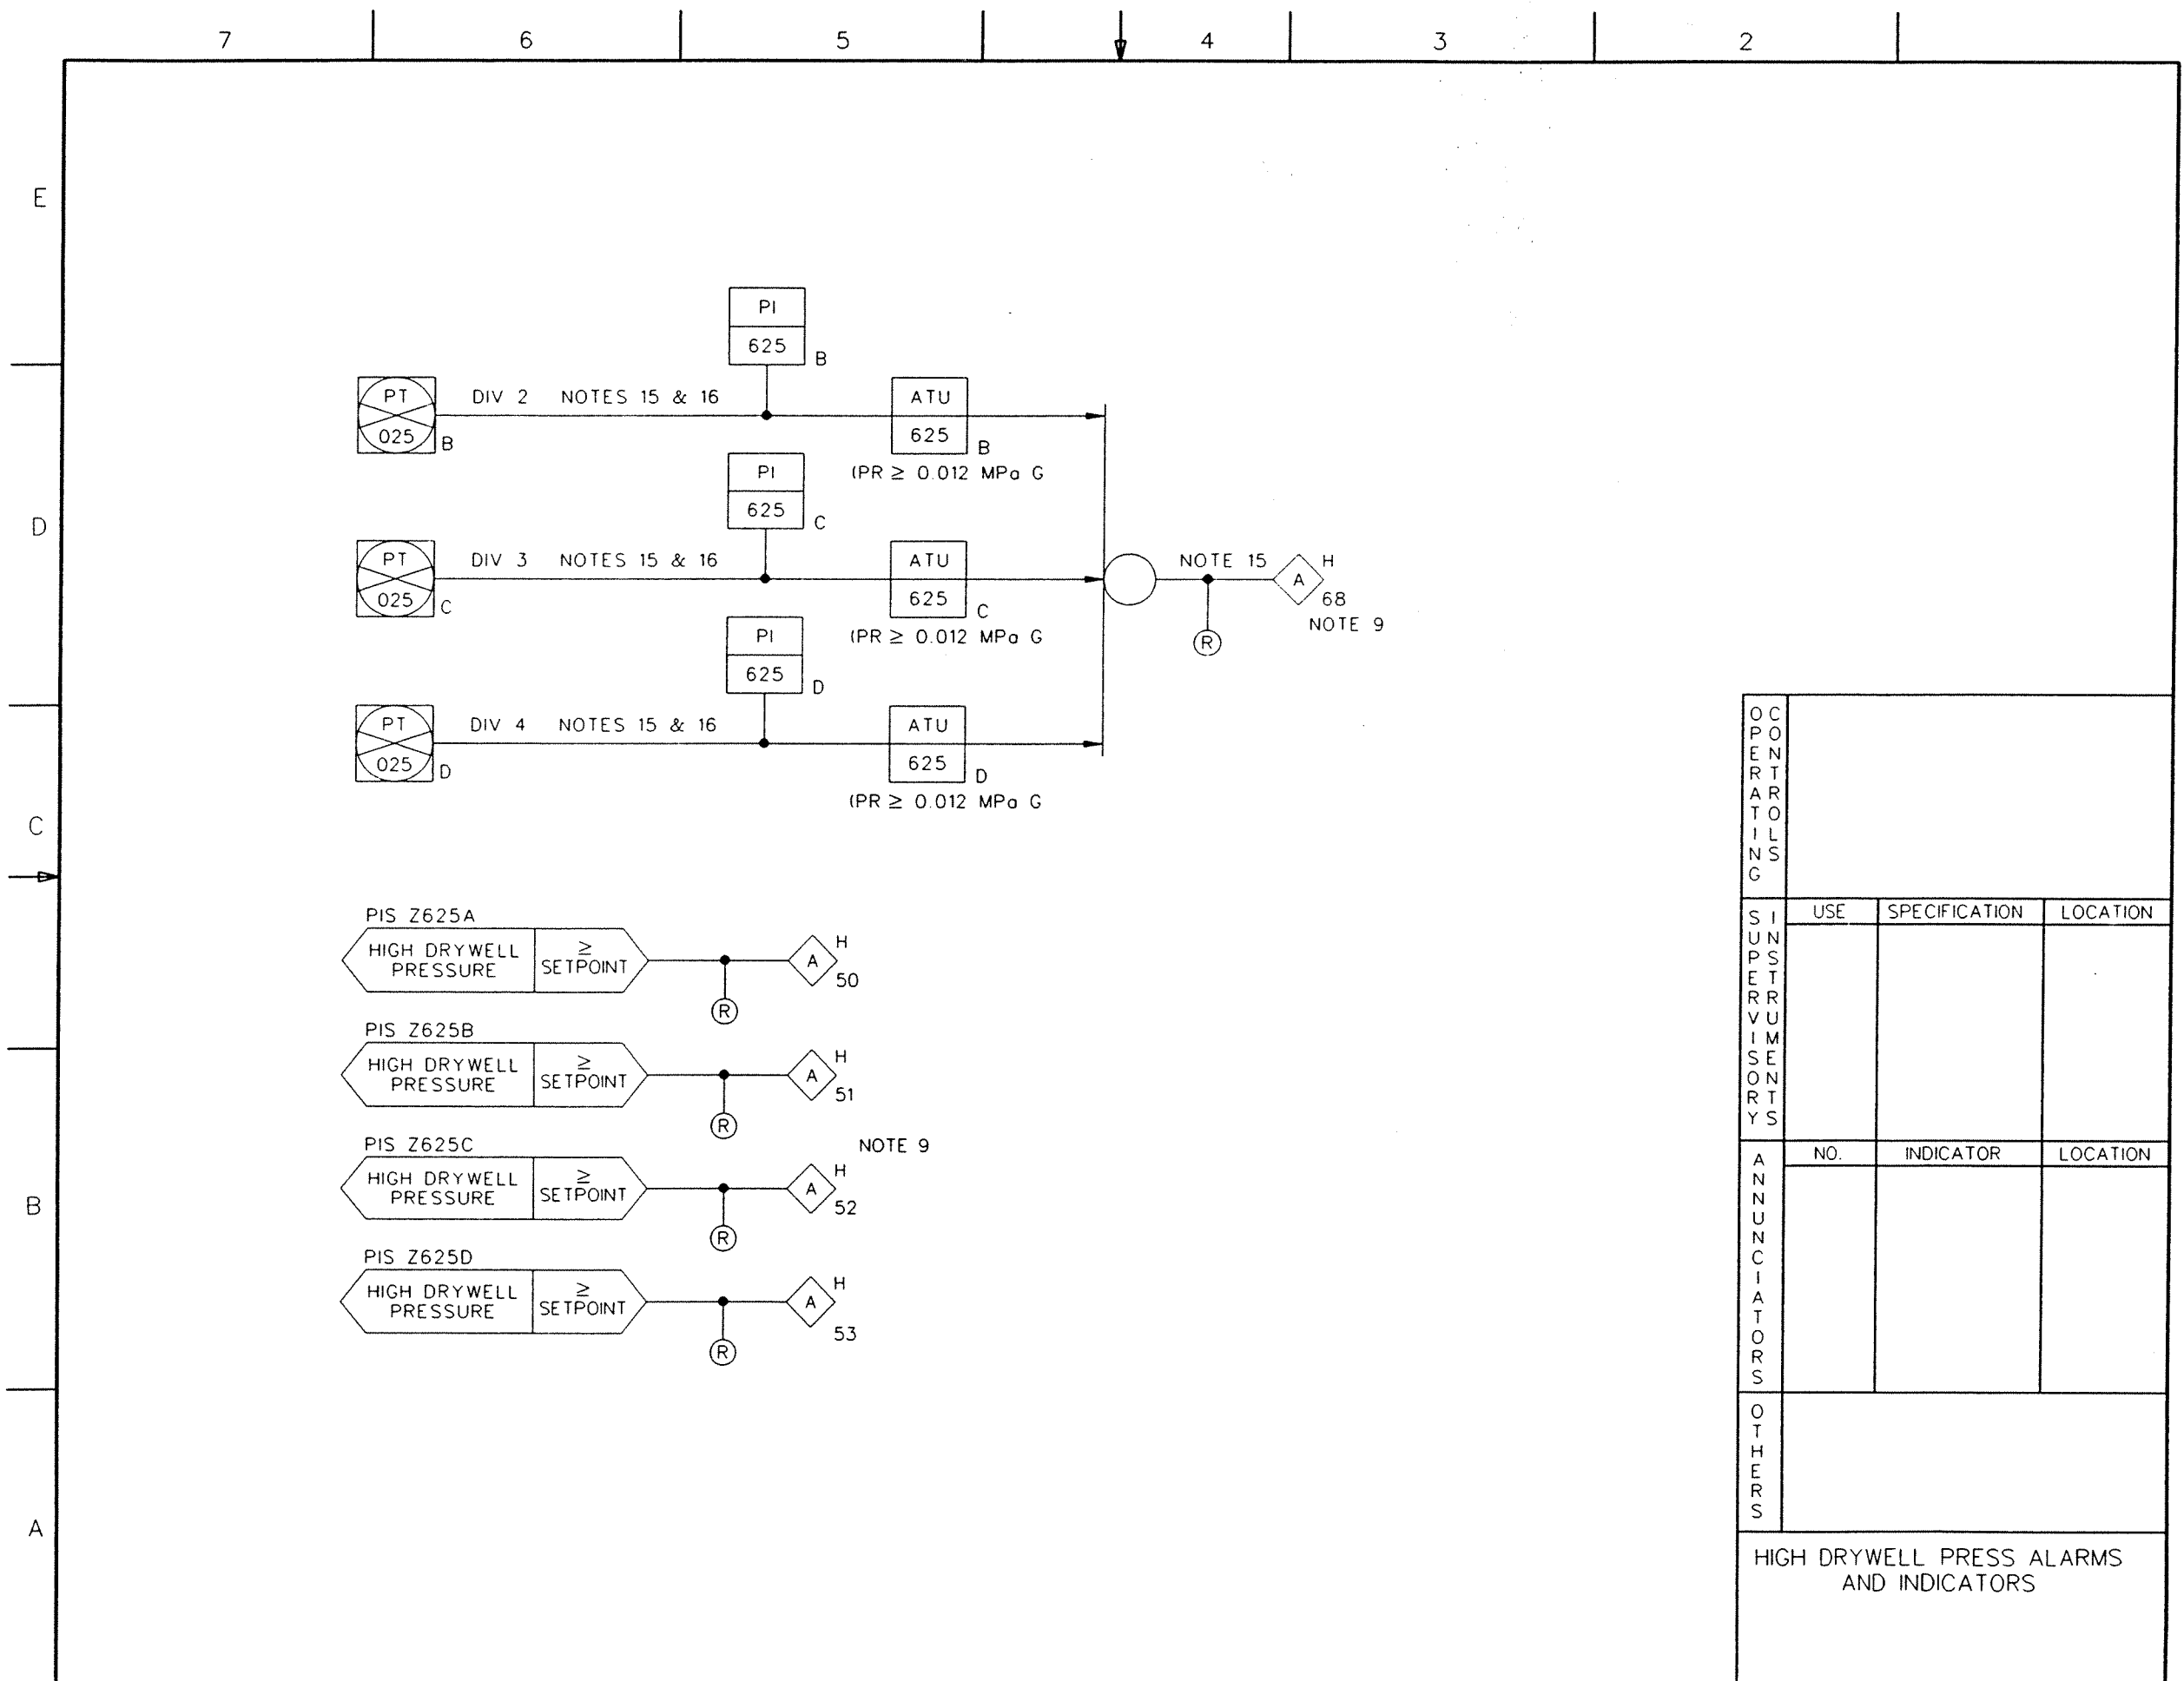 7 6 5 4 3 2
E
D
C
B
A
PI
625 B
PT
025 B
DIV 2 NOTES 15 & 16
ATU
625 B
(PR ≥ 0.012 MPa G
PI
625 C
PT
025 C
DIV 3 NOTES 15 & 16
ATU
625 C
(PR ≥ 0.012 MPa G
NOTE 15
R
A H
68
NOTE 9
PI
625 D
PT
025 D
DIV 4 NOTES 15 & 16
ATU
625 D
(PR ≥ 0.012 MPa G
PIS Z625A
HIGH DRYWELL
PRESSURE
≥
SETPOINT
R
A H
50
PIS Z625B
HIGH DRYWELL
PRESSURE
≥
SETPOINT
R
A H
51
NOTE 9
PIS Z625C
HIGH DRYWELL
PRESSURE
≥
SETPOINT
R
A H
52
PIS Z625D
HIGH DRYWELL
PRESSURE
≥
SETPOINT
R
A H
53
OPERATING
CONTROLS
SUPERVISORY
INSTRUMENTS
USE SPECIFICATION LOCATION
ANNUNCIATORS
NO. INDICATOR LOCATION
OTHERS
HIGH DRYWELL PRESS ALARMS
AND INDICATORS